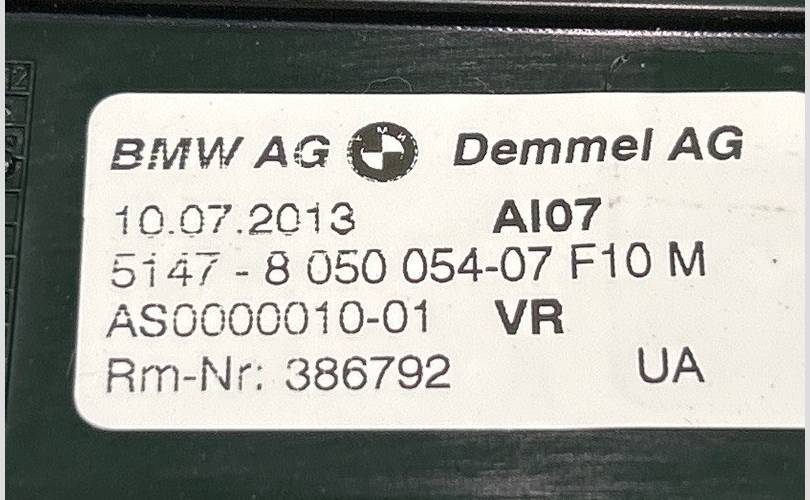 BMW AG Demmel AG
10.07.2013 AI07
5147 - 8 050 054-07 F10 M
AS0000010-01 VR
Rm-Nr: 386792 UA